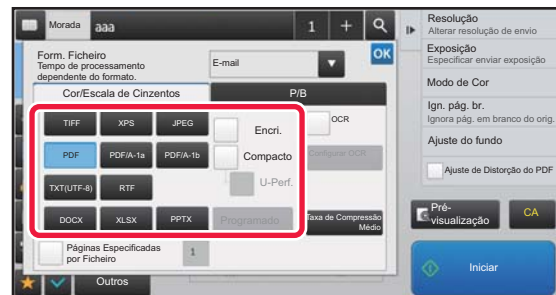 Morada
aaa
1
+
Form. Ficheiro
Tempo de processamento
dependente do formato.
E-mail
OK
Cor/Escala de Cinzentos
P/B
TIFF
XPS
JPEG
Encri.
OCR
PDF
PDF/A-1a
PDF/A-1b
Compacto
Configurar OCR
TXT(UTF-8)
RTF
U-Perf.
DOCX
XLSX
PPTX
Programado
Taxa de Compressão
Médio
Páginas Especificadas
por Ficheiro
1
Outros
Resolução
Alterar resolução de envio
Exposição
Especificar enviar exposição
Modo de Cor
Ign. pág. br.
Ignora pág. em branco do orig.
Ajuste do fundo
Ajuste de Distorção do PDF
Pré-
visualização
CA
Iniciar